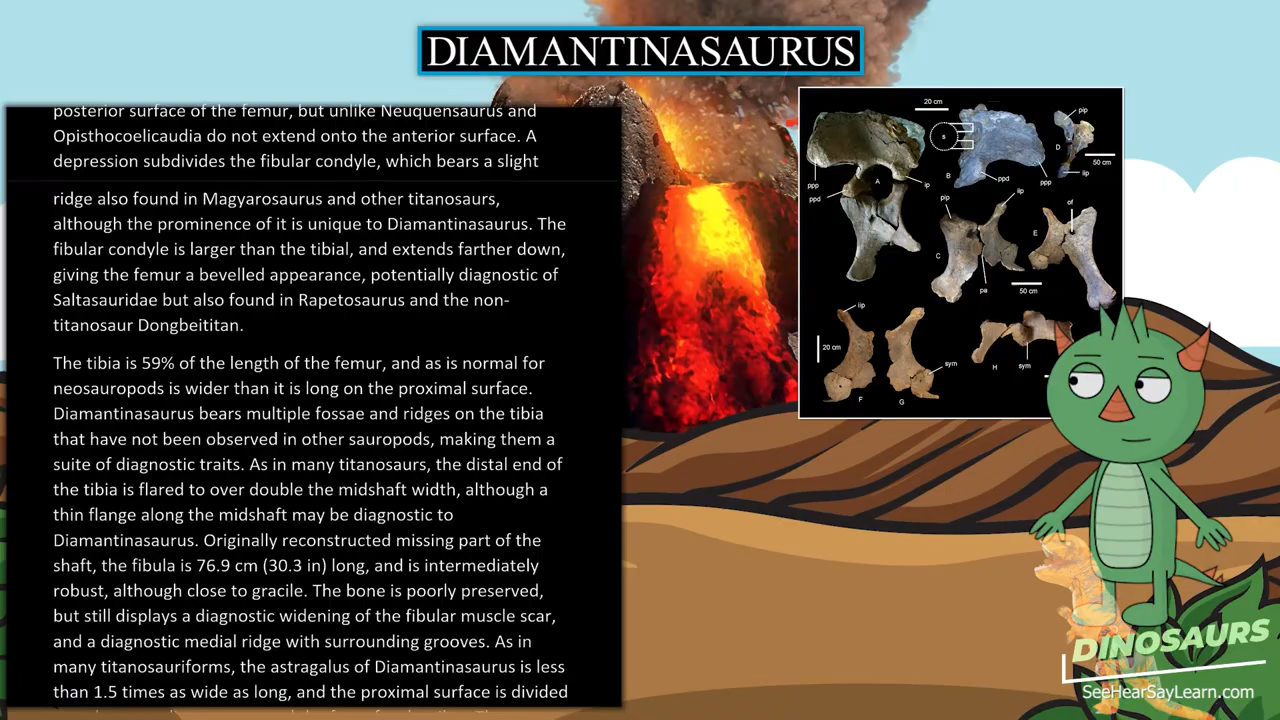 DIAMANTINASAURUS
posterior surface of the femur, but unlike Neuquensaurus and
Opisthocoelicaudia do not extend onto the anterior surface. A
depression subdivides the fibular condyle, which bears a slight
ridge also found in Magyarosaurus and other titanosaurs,
although the prominence of it is unique to Diamantinasaurus. The
fibular condyle is larger than the tibial, and extends farther down,
giving the femur a bevelled appearance, potentially diagnostic of
Saltasauridae but also found in Rapetosaurus and the non-
titanosaur Dongbeititan.
The tibia is 59% of the length of the femur, and as is normal for
neosauropods is wider than it is long on the proximal surface.
Diamantinasaurus bears multiple fossae and ridges on the tibia
that have not been observed in other sauropods, making them a
suite of diagnostic traits. As in many titanosaurs, the distal end of
the tibia is flared to over double the midshaft width, although a
thin flange along the midshaft may be diagnostic to
Diamantinasaurus. Originally reconstructed missing part of the
shaft, the fibula is 76.9 cm (30.3 in) long, and is intermediately
robust, although close to gracile. The bone is poorly preserved,
but still displays a diagnostic widening of the fibular muscle scar,
and a diagnostic medial ridge with surrounding grooves. As in
many titanosauriforms, the astragalus of Diamantinasaurus is less
than 1.5 times as wide as long, and the proximal surface is divided
20 cm
s
pip
D
50 cm
iip
ppp
ppd
A
ip
B
ppd
ppp
pip
iip
of
E
C
pa
50 cm
iip
20 cm
sym
F
G
H
sym
DINOSAURS
SeeHearSayLearn.com